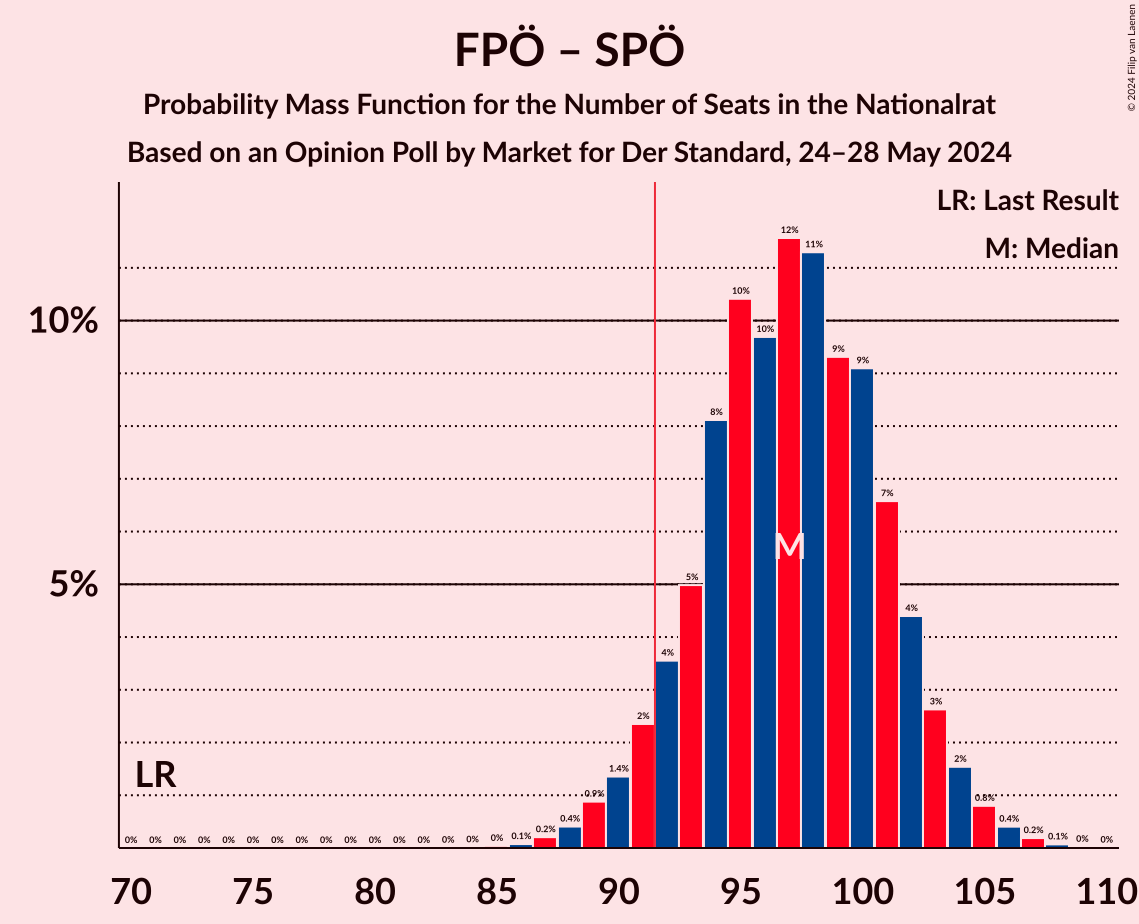 FPÖ – SPÖ
Probability Mass Function for the Number of Seats in the Nationalrat
Based on an Opinion Poll by Market for Der Standard, 24–28 May 2024
© 2024 Filip van Laenen
LR: Last Result
M: Median
10%
5%
LR
M
0% 0% 0% 0% 0% 0% 0% 0% 0% 0% 0% 0% 0% 0% 0% 0% 0.1% 0.2% 0.4% 0.9% 1.4% 2% 4% 5% 8% 10% 10% 12% 11% 9% 9% 7% 4% 3% 2% 0.8% 0.4% 0.2% 0.1% 0% 0%
70 75 80 85 90 95 100 105 110